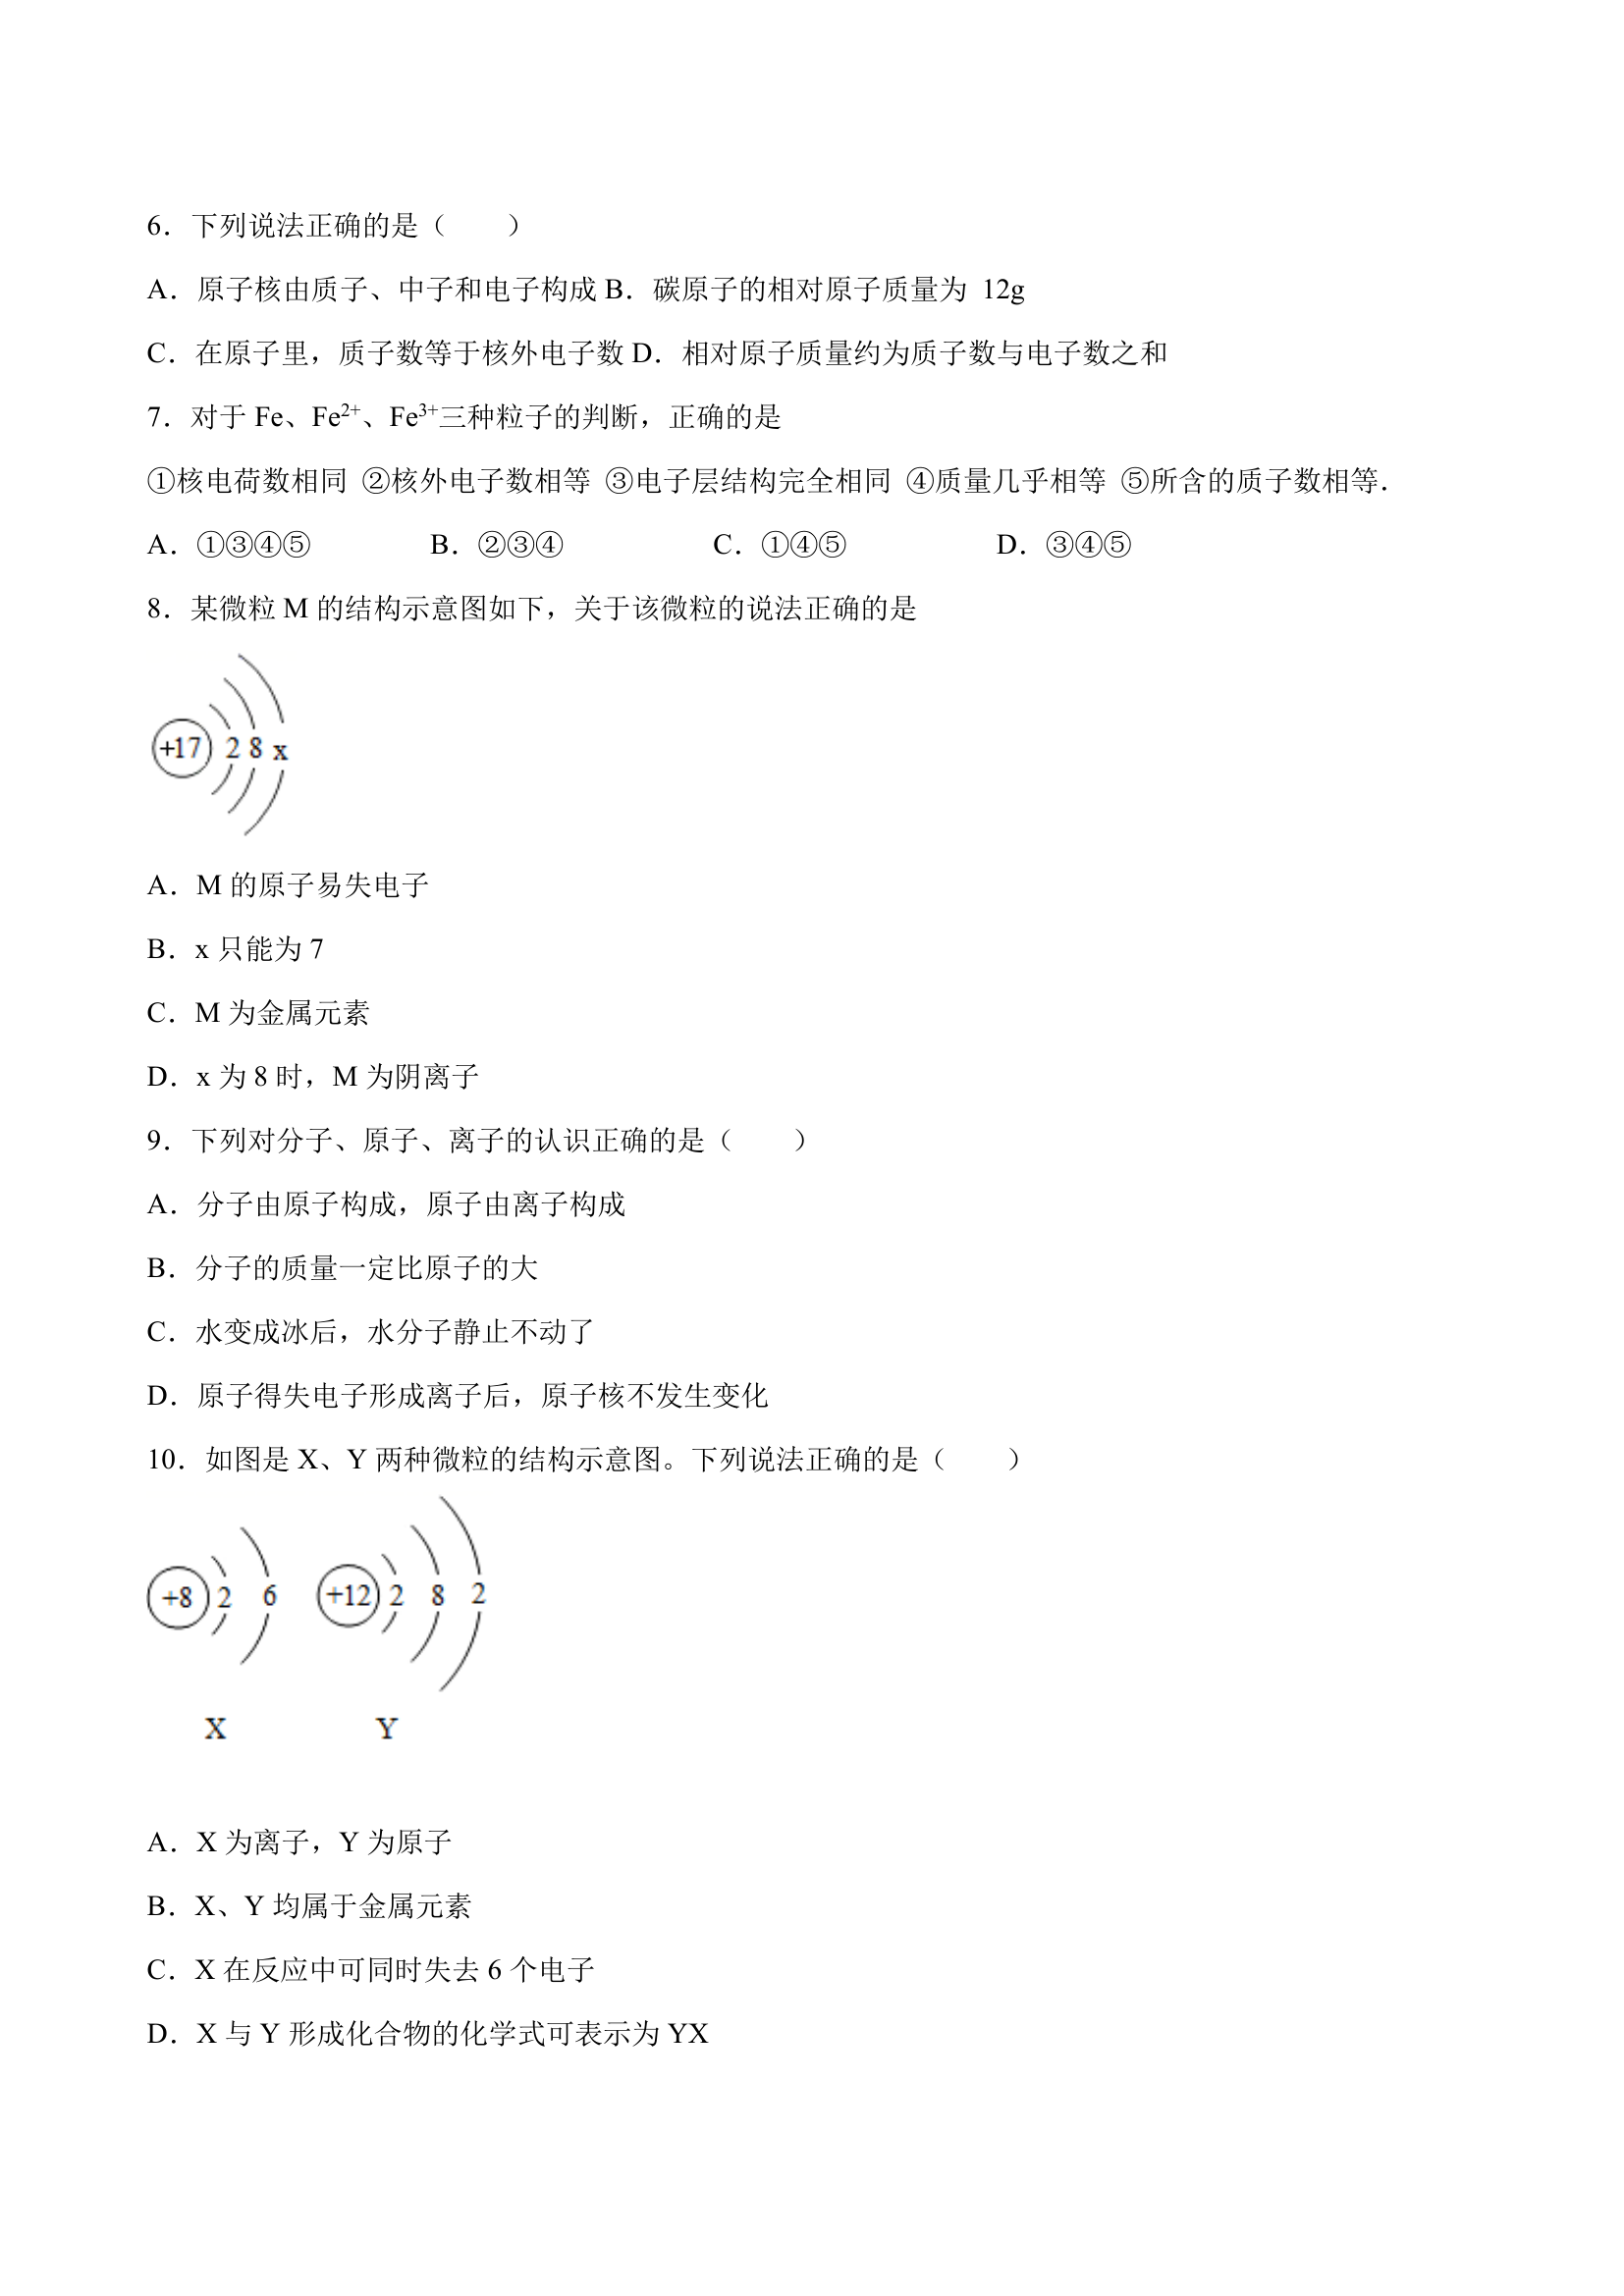 6．下列说法正确的是（　　）
A．原子核由质子、中子和电子构成 B．碳原子的相对原子质量为 12g
C．在原子里，质子数等于核外电子数 D．相对原子质量约为质子数与电子数之和
7．对于 Fe、Fe²⁺、Fe³⁺三种粒子的判断，正确的是
①核电荷数相同 ②核外电子数相等 ③电子层结构完全相同 ④质量几乎相等 ⑤所含的质子数相等．
A．①③④⑤ B．②③④ C．①④⑤ D．③④⑤
8．某微粒 M 的结构示意图如下，关于该微粒的说法正确的是
+17 2 8 x
A．M 的原子易失电子
B．x 只能为 7
C．M 为金属元素
D．x 为 8 时，M 为阴离子
9．下列对分子、原子、离子的认识正确的是（　　）
A．分子由原子构成，原子由离子构成
B．分子的质量一定比原子的大
C．水变成冰后，水分子静止不动了
D．原子得失电子形成离子后，原子核不发生变化
10．如图是 X、Y 两种微粒的结构示意图。下列说法正确的是（　　）
+8 2 6 +12 2 8 2
X Y
A．X 为离子，Y 为原子
B．X、Y 均属于金属元素
C．X 在反应中可同时失去 6 个电子
D．X 与 Y 形成化合物的化学式可表示为 YX